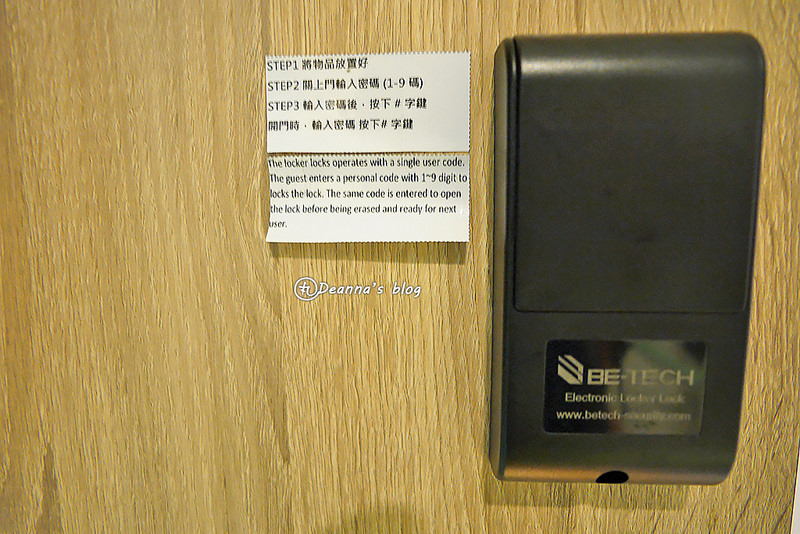 STEP1 將物品放置好
STEP2 關上門輸入密碼 (1-9 碼)
STEP3 輸入密碼後，按下 # 字鍵
開門時，輸入密碼 按下# 字鍵
The locker locks operates with a single user code.
The guest enters a personal code with 1~9 digit to
locks the lock. The same code is entered to open
the lock before being erased and ready for next
user.
Deanna's blog
BE-TECH
Electronic Locker Lock
www.betech-security.com